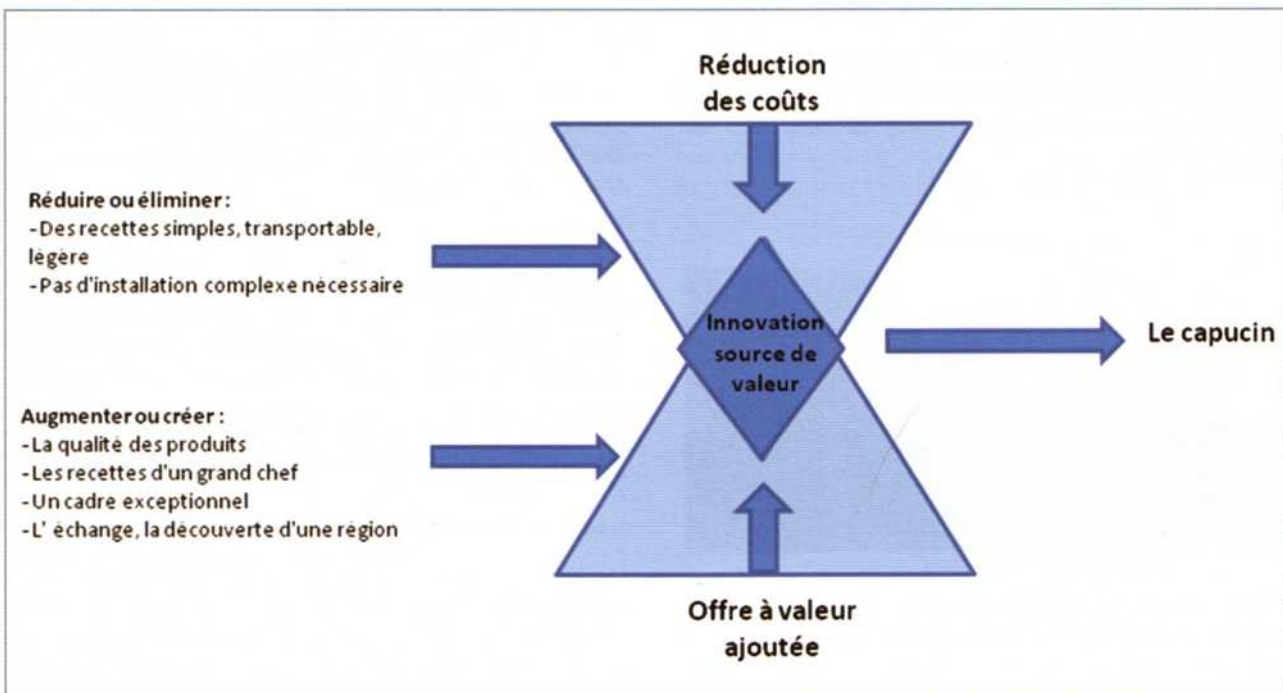 Réduction
des coûts
Réduire ou éliminer :
-Des recettes simples, transportable,
légère
-Pas d'installation complexe nécessaire
Innovation
source de
valeur
Le capucin
Augmenter ou créer :
-La qualité des produits
-Les recettes d'un grand chef
-Un cadre exceptionnel
-L' échange, la découverte d'une région
Offre à valeur
ajoutée